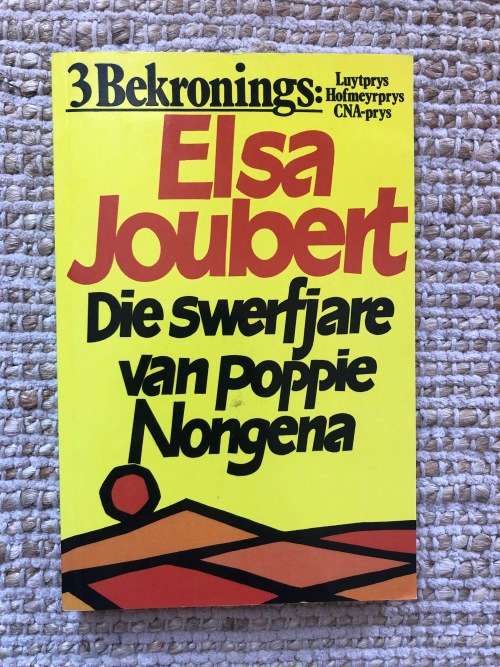 3 Bekronings:
Luytprys
Hofmeyrprys
CNA-prys
Elsa
Joubert
Die swerfjare
van poppie
Nongena